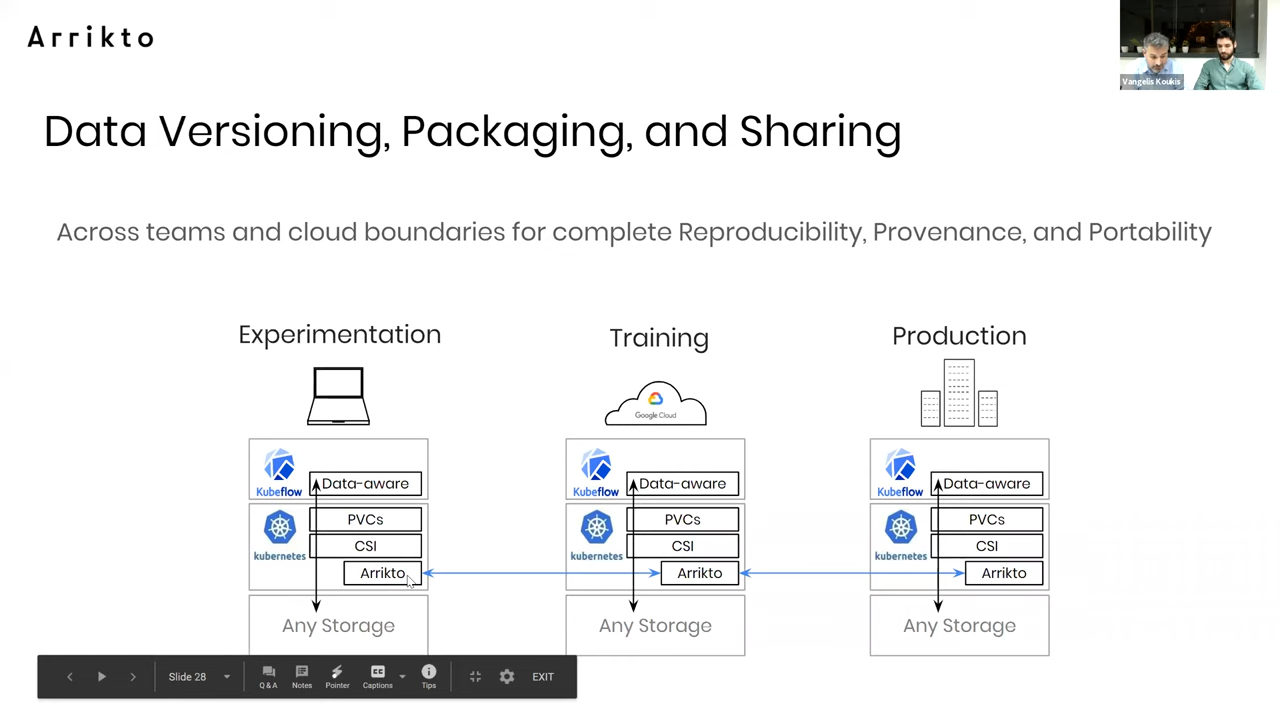 Arrikto
Vangelis Koukis
Data Versioning, Packaging, and Sharing
Across teams and cloud boundaries for complete Reproducibility, Provenance, and Portability
Experimentation
Training
Production
Google Cloud
Kubeflow
Data-aware
Kubeflow
Data-aware
Kubeflow
Data-aware
kubernetes
PVCs
CSI
Arrikto
kubernetes
PVCs
CSI
Arrikto
kubernetes
PVCs
CSI
Arrikto
Any Storage
Any Storage
Any Storage
Slide 28
Q & A
Notes
Pointer
CC
Captions
Tips
EXIT